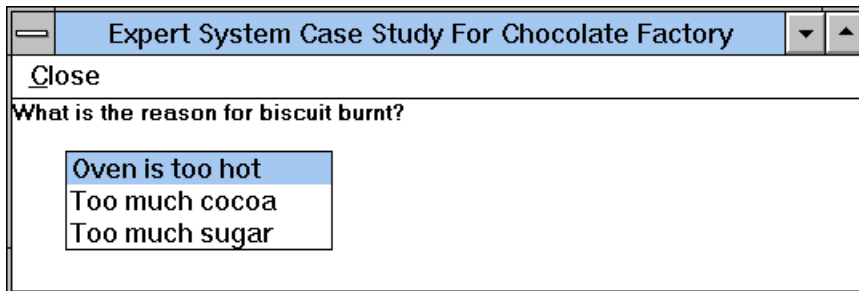 Expert System Case Study For Chocolate Factory
Close
What is the reason for biscuit burnt?
Oven is too hot
Too much cocoa
Too much sugar